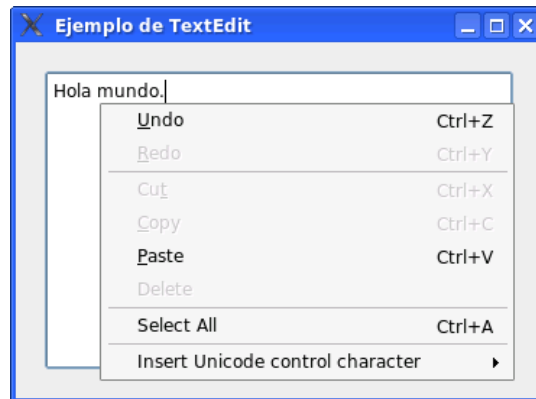 Ejemplo de TextEdit
Hola mundo.
Undo Ctrl+Z
Redo Ctrl+Y
Cut Ctrl+X
Copy Ctrl+C
Paste Ctrl+V
Delete
Select All Ctrl+A
Insert Unicode control character